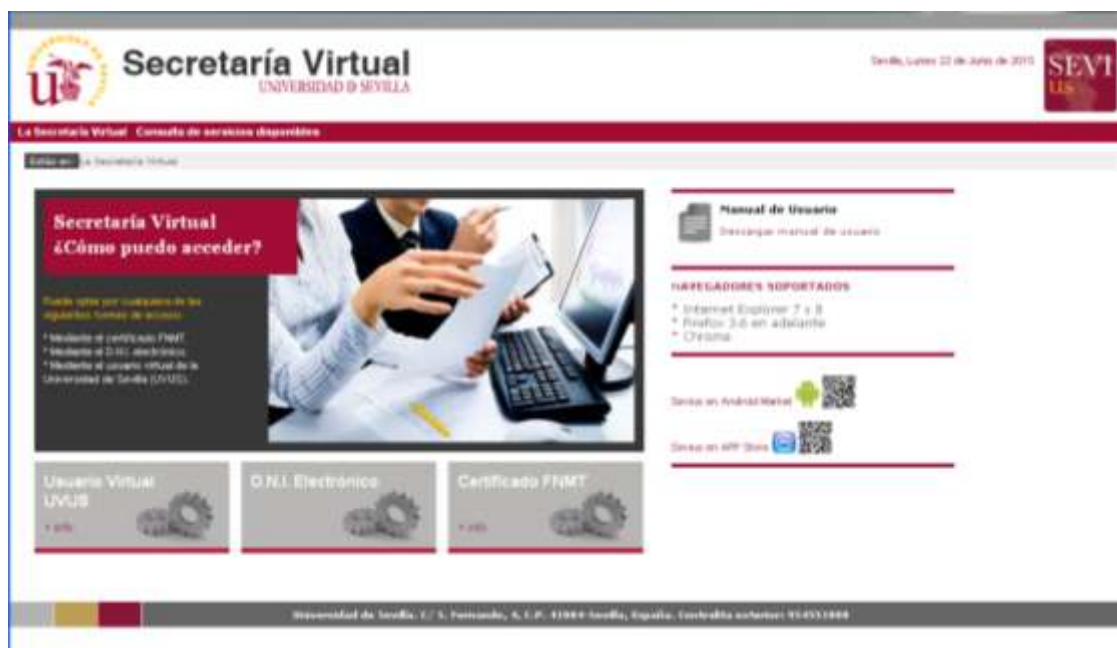 Secretaría Virtual
UNIVERSIDAD D SEVILLA
Sevilla, Lunes 22 de Junio de 2015
SEVI
US
La Secretaría Virtual Consulta de servicios disponibles
Estás en: La Secretaría Virtual
Secretaría Virtual
¿Cómo puedo acceder?
Puede optar por cualquiera de las
siguientes formas de acceso:
* Mediante el certificado FNMT.
* Mediante el D.N.I. electrónico.
* Mediante el usuario virtual de la
Universidad de Sevilla (UVUS).
Manual de Usuario
Descargar manual de usuario
NAVEGADORES SOPORTADOS
* Internet Explorer 7 y 8
* Firefox 3.6 en adelante
* Chrome
Sevius en Android Market
Sevius en APP Store
Usuario Virtual
UVUS
+ info
D.N.I. Electrónico
Certificado FNMT
+ info
Universidad de Sevilla. C/ S. Fernando, 4, C.P. 41004-Sevilla, España. Centralita exterior: